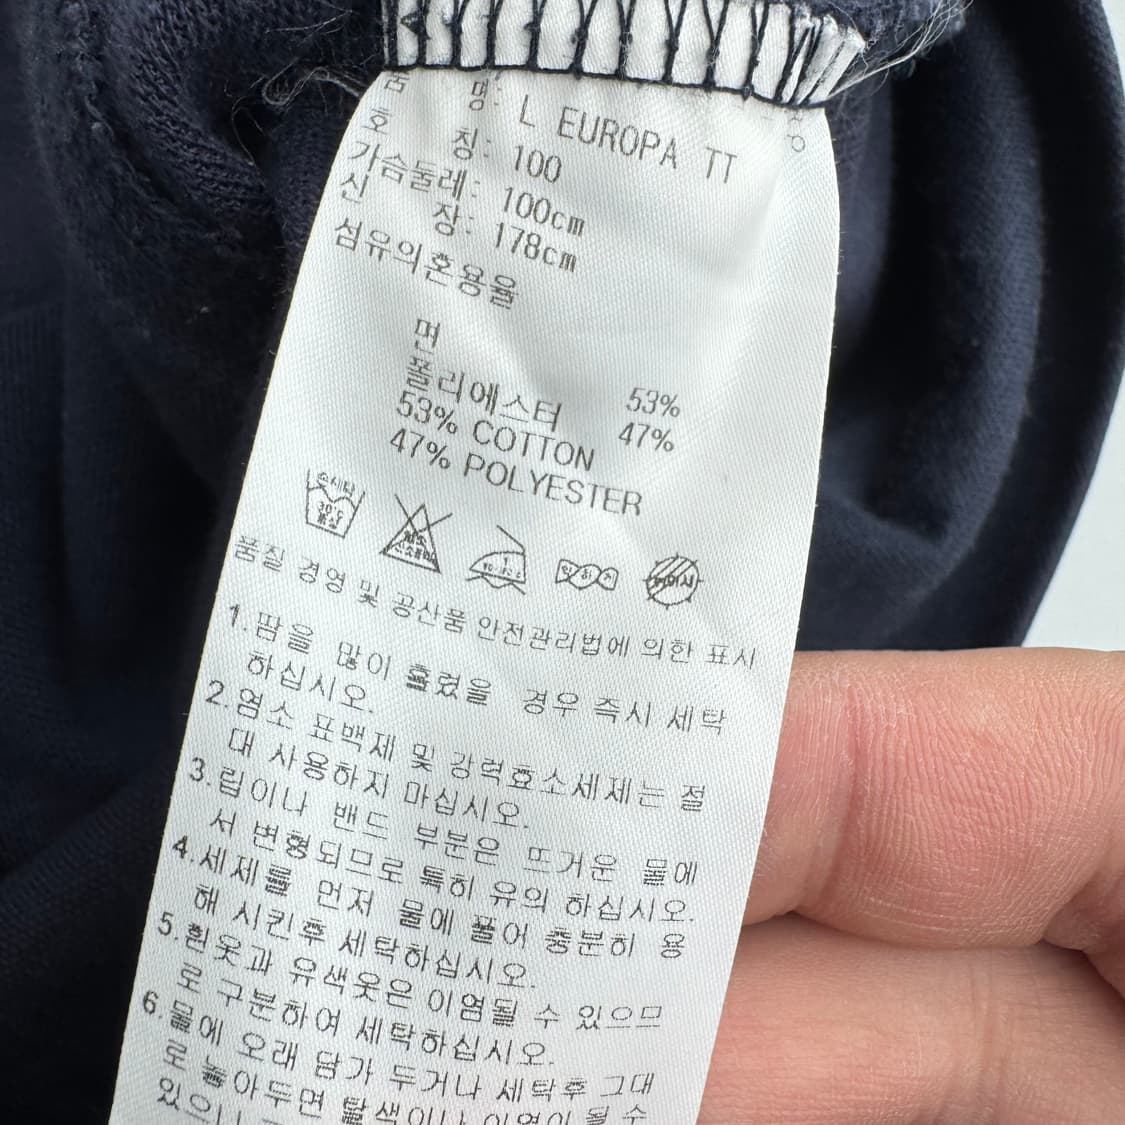 품 명: L EUROPA TT
호 칭: 100
가슴둘레: 100cm
신 장: 178cm
섬유의혼용율
면 53%
폴리에스터 47%
53% COTTON
47% POLYESTER
30℃
품질 경영 및 공산품 안전관리법에 의한 표시
1.땀을 많이 흘렸을 경우 즉시 세탁
하십시오.
2.염소 표백제 및 강력효소세제는 절
대 사용하지 마십시오.
3.립이나 밴드 부분은 뜨거운 물에
서 변형되므로 특히 유의 하십시오.
4.세제를 먼저 물에 풀어 충분히 용
해 시킨후 세탁하십시오.
5.흰옷과 유색옷은 이염될 수 있으므
로 구분하여 세탁하십시오.
6.물에 오래 담가 두거나 세탁후 그대
로 놓아두면 탈색이나 이염이 될 수